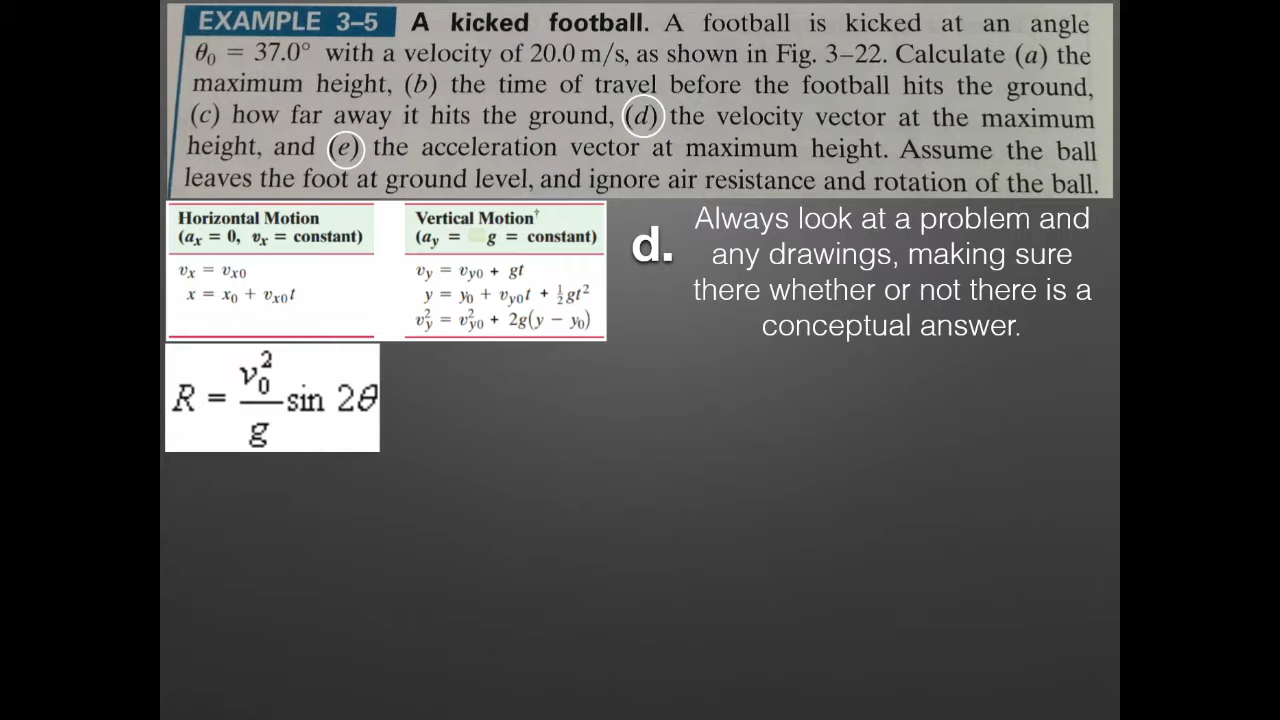 EXAMPLE 3–5 A kicked football. A football is kicked at an angle
θ₀ = 37.0° with a velocity of 20.0 m/s, as shown in Fig. 3–22. Calculate (a) the
maximum height, (b) the time of travel before the football hits the ground,
(c) how far away it hits the ground, (d) the velocity vector at the maximum
height, and (e) the acceleration vector at maximum height. Assume the ball
leaves the foot at ground level, and ignore air resistance and rotation of the ball.
Horizontal Motion
(aₓ = 0, vₓ = constant)
vₓ = vₓ₀
x = x₀ + vₓ₀t
Vertical Motion†
(a_y = g = constant)
v_y = v_y0 + gt
y = y₀ + v_y0 t + ½gt²
v_y² = v_y0² + 2g(y − y₀)
d.
Always look at a problem and
any drawings, making sure
there whether or not there is a
conceptual answer.
R = v₀²/g sin 2θ